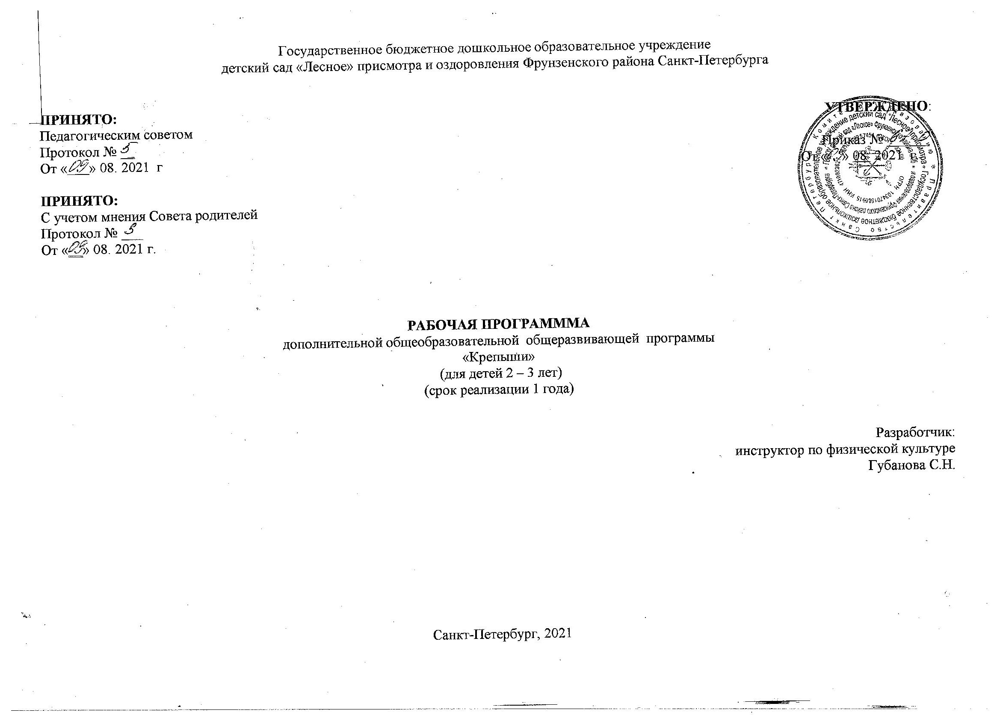 Государственное бюджетное дошкольное образовательное учреждение
детский сад «Лесное» присмотра и оздоровления Фрунзенского района Санкт-Петербурга
ПРИНЯТО:
Педагогическим советом
Протокол № 5
От «09» 08. 2021 г
ПРИНЯТО:
С учетом мнения Совета родителей
Протокол № 3
От «09» 08. 2021 г.
УТВЕРЖДЕНО:
Приказ №
От « » 08. 2021 г.
РАБОЧАЯ ПРОГРАМММА
дополнительной общеобразовательной общеразвивающей программы
«Крепыши»
(для детей 2 – 3 лет)
(срок реализации 1 года)
Разработчик:
инструктор по физической культуре
Губанова С.Н.
Санкт-Петербург, 2021